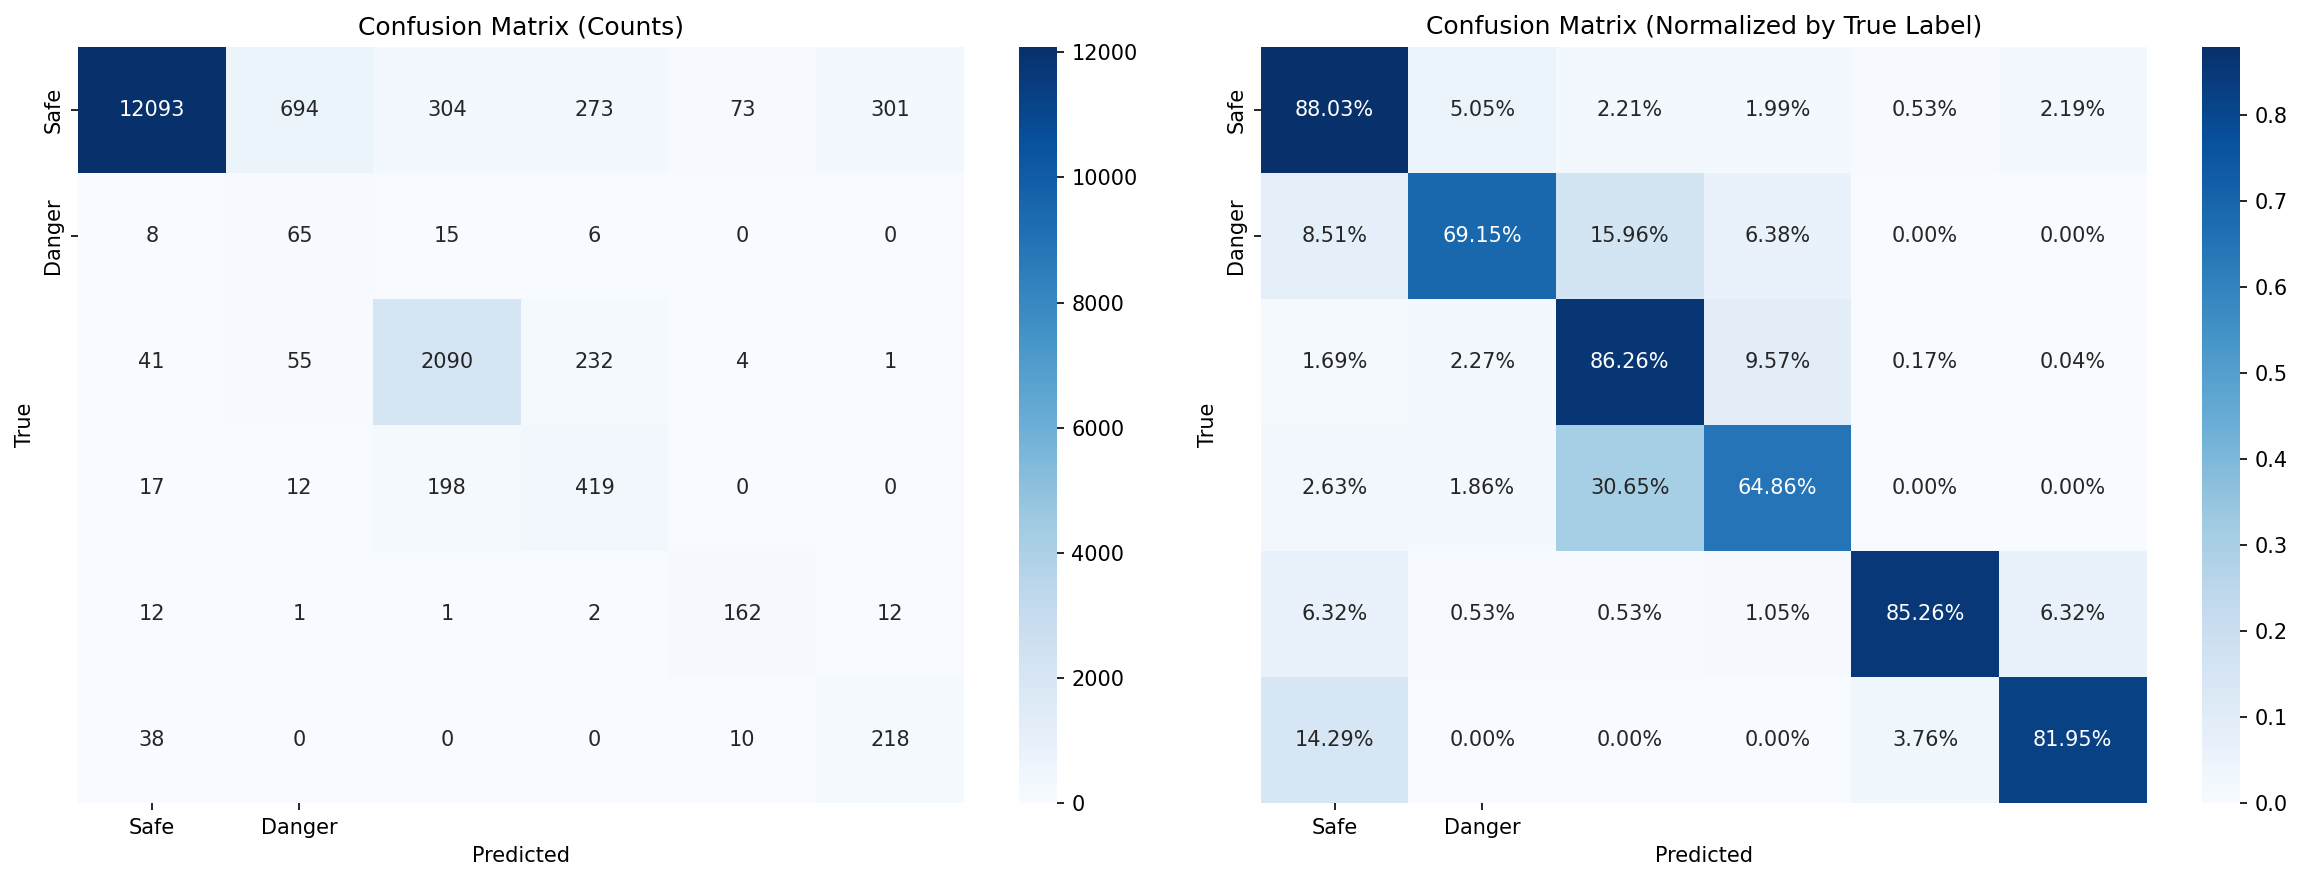 Confusion Matrix (Counts)
Safe 12093 694 304 273 73 301
Danger 8 65 15 6 0 0
41 55 2090 232 4 1
17 12 198 419 0 0
12 1 1 2 162 12
38 0 0 0 10 218
True
Safe Danger
Predicted
12000
10000
8000
6000
4000
2000
0
Confusion Matrix (Normalized by True Label)
Safe 88.03% 5.05% 2.21% 1.99% 0.53% 2.19%
Danger 8.51% 69.15% 15.96% 6.38% 0.00% 0.00%
1.69% 2.27% 86.26% 9.57% 0.17% 0.04%
2.63% 1.86% 30.65% 64.86% 0.00% 0.00%
6.32% 0.53% 0.53% 1.05% 85.26% 6.32%
14.29% 0.00% 0.00% 0.00% 3.76% 81.95%
True
Safe Danger
Predicted
0.8
0.7
0.6
0.5
0.4
0.3
0.2
0.1
0.0